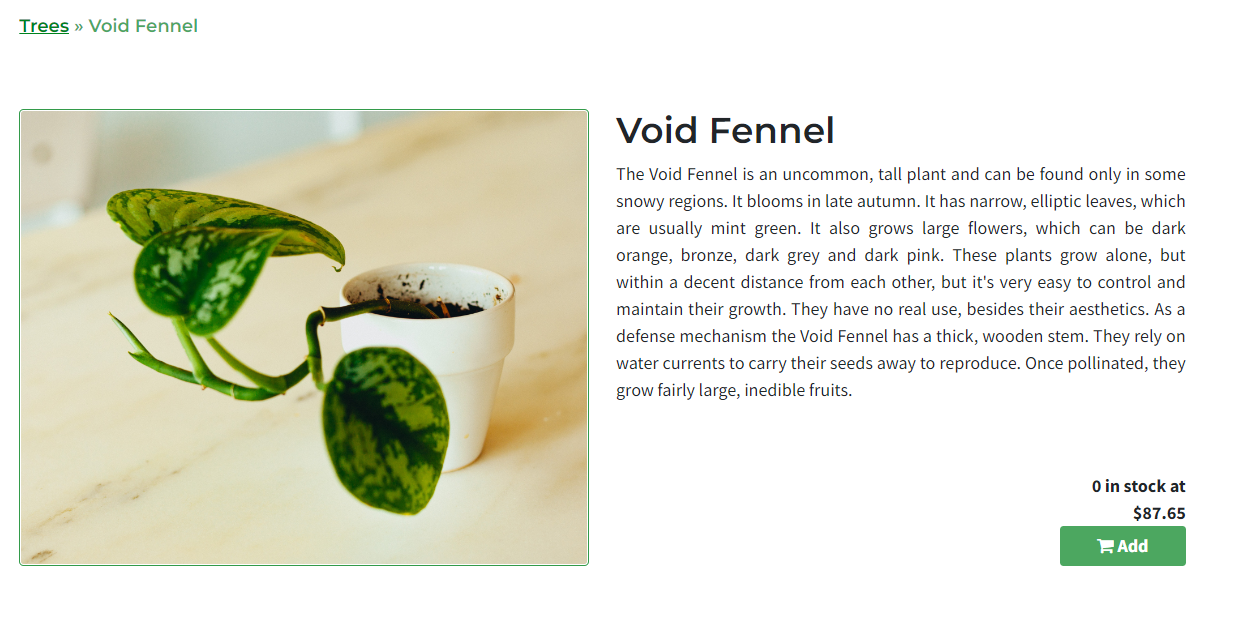 Trees » Void Fennel
Void Fennel
The Void Fennel is an uncommon, tall plant and can be found only in some
snowy regions. It blooms in late autumn. It has narrow, elliptic leaves, which
are usually mint green. It also grows large flowers, which can be dark
orange, bronze, dark grey and dark pink. These plants grow alone, but
within a decent distance from each other, but it's very easy to control and
maintain their growth. They have no real use, besides their aesthetics. As a
defense mechanism the Void Fennel has a thick, wooden stem. They rely on
water currents to carry their seeds away to reproduce. Once pollinated, they
grow fairly large, inedible fruits.
0 in stock at
$87.65
Add